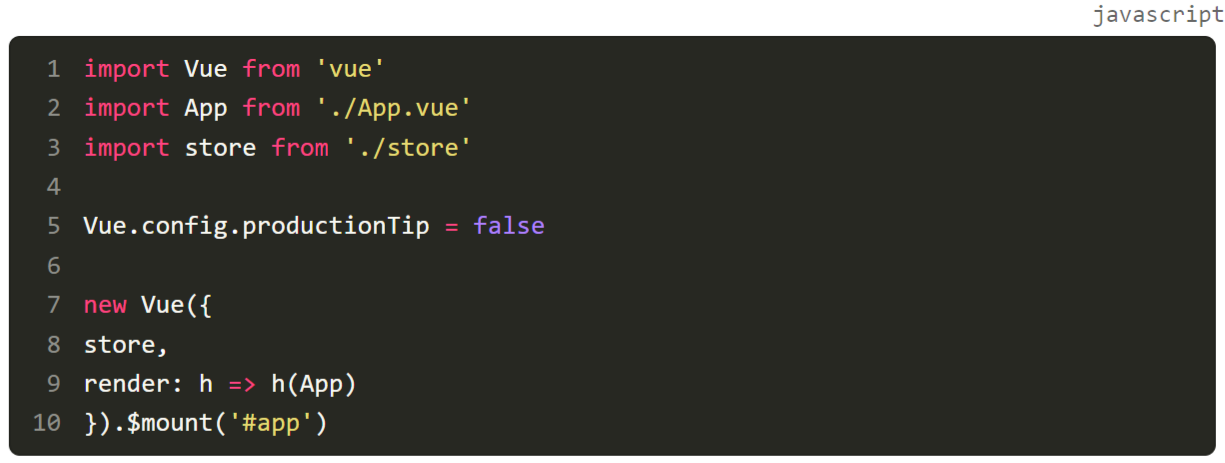 javascript
1 import Vue from 'vue'
2 import App from './App.vue'
3 import store from './store'
4
5 Vue.config.productionTip = false
6
7 new Vue({
8 store,
9 render: h => h(App)
10 }).$mount('#app')